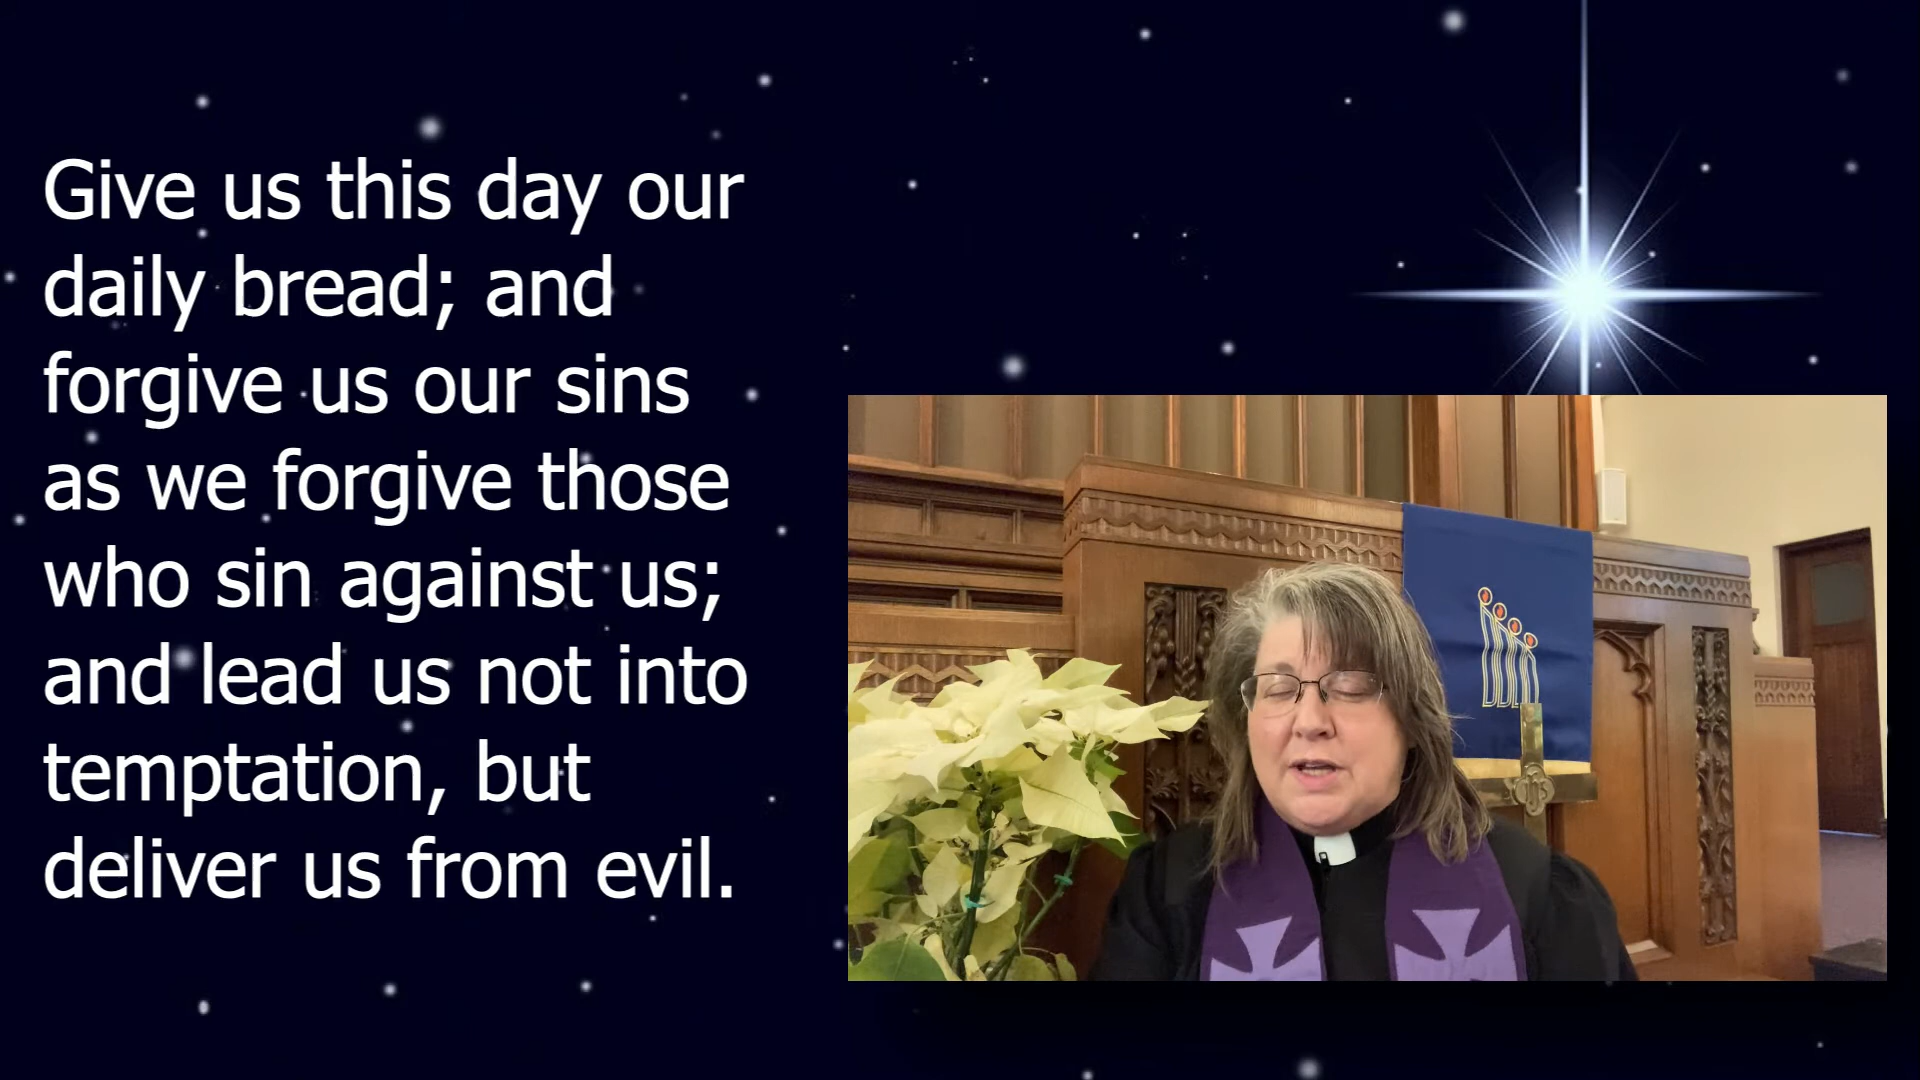 Give us this day our
daily bread; and
forgive us our sins
as we forgive those
who sin against us;
and lead us not into
temptation, but
deliver us from evil.